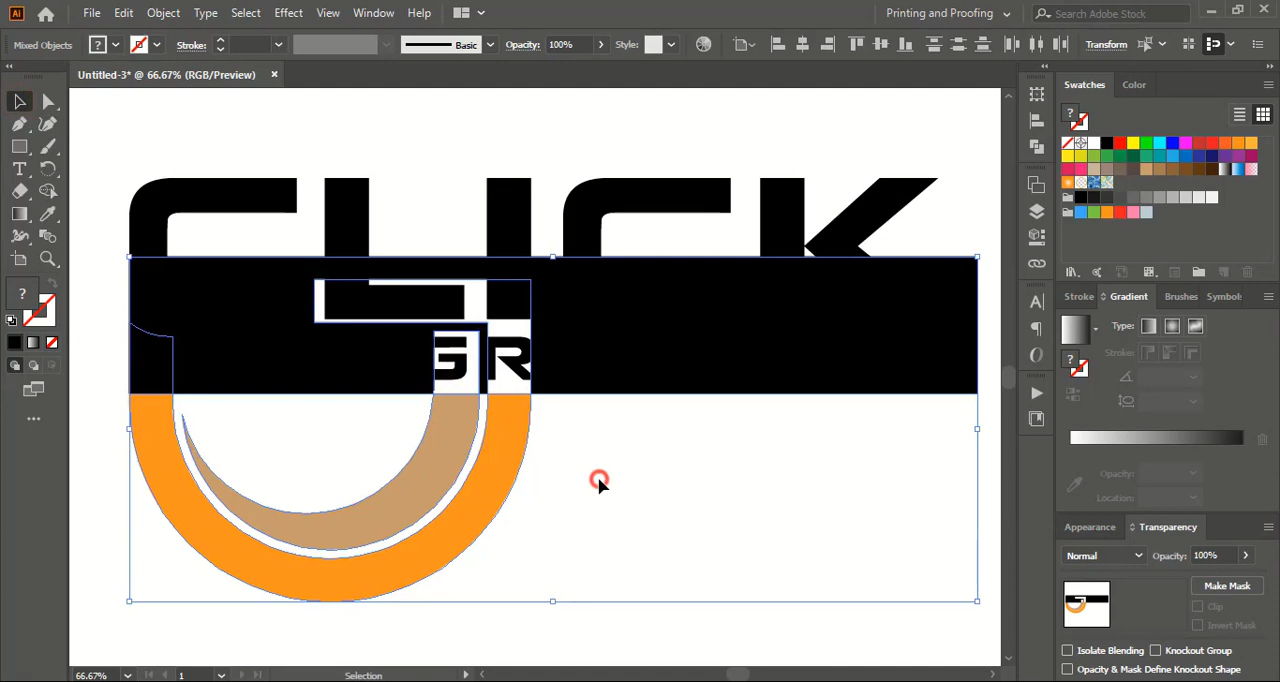 Ai File Edit Object Type Select Effect View Window Help Printing and Proofing Search Adobe Stock
Mixed Objects ? Stroke: Basic Opacity: 100% Style: Transform
Untitled-3* @ 66.67% (RGB/Preview) ×
Swatches Color
?
T
?
Stroke Gradient Brushes Symbols
Type:
Stroke:
Opacity:
Location:
GR
Appearance Transparency
Normal Opacity: 100%
Make Mask
Clip
Invert Mask
Isolate Blending Knockout Group
Opacity & Mask Define Knockout Shape
66.67% 1 Selection